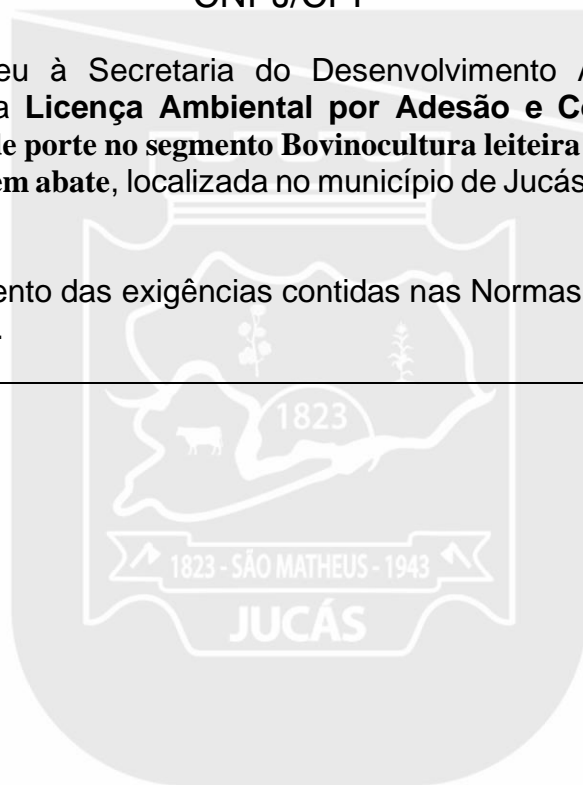 CNPJ/CPF
eu à Secretaria do Desenvolvimento A
a Licença Ambiental por Adesão e Co
le porte no segmento Bovinocultura leiteira
em abate, localizada no município de Jucás
ento das exigências contidas nas Normas
.
1823
1823 - SÃO MATHEUS - 1943
JUCÁS